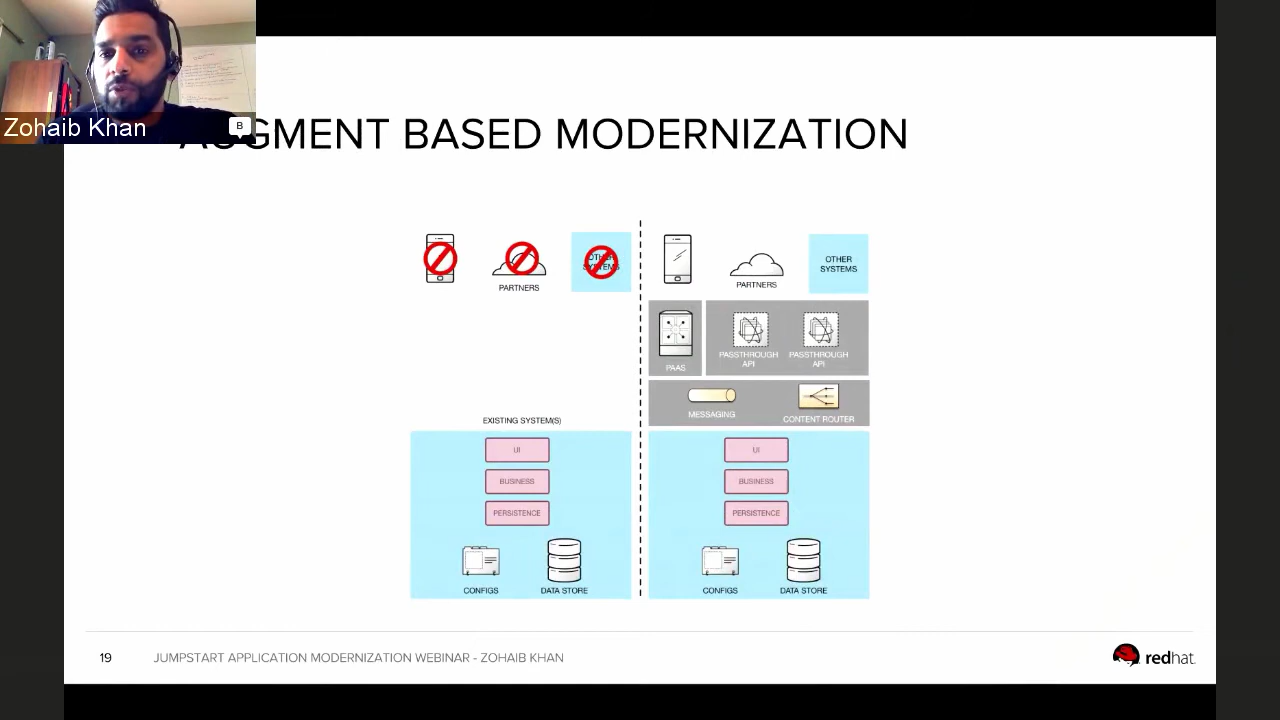 Zohaib Khan
B
AUGMENT BASED MODERNIZATION
PARTNERS
OTHER
SYSTEMS
PARTNERS
OTHER
SYSTEMS
PAAS
PASSTHROUGH
API
PASSTHROUGH
API
MESSAGING
CONTENT ROUTER
EXISTING SYSTEM(S)
UI
BUSINESS
PERSISTENCE
CONFIGS
DATA STORE
UI
BUSINESS
PERSISTENCE
CONFIGS
DATA STORE
19
JUMPSTART APPLICATION MODERNIZATION WEBINAR - ZOHAIB KHAN
redhat.